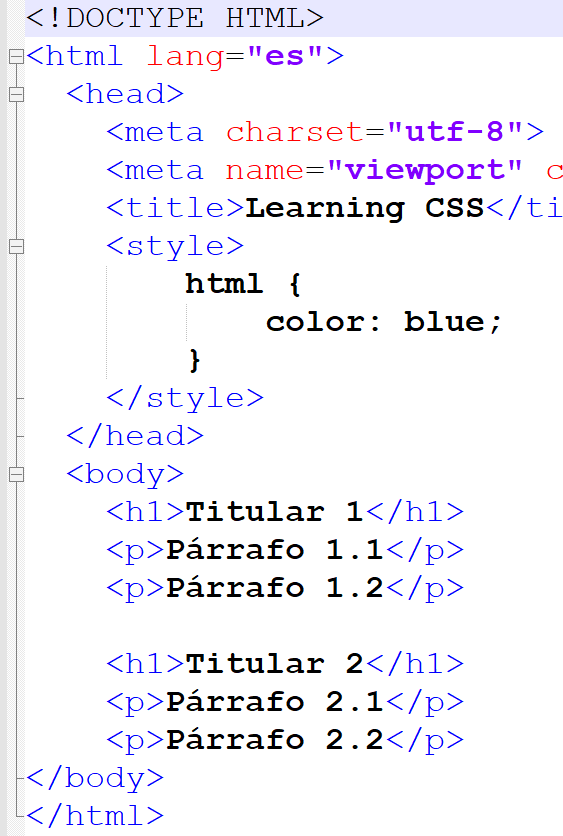 <!DOCTYPE HTML>
<html lang="es">
<head>
<meta charset="utf-8">
<meta name="viewport" c
<title>Learning CSS</ti
<style>
html {
color: blue;
}
</style>
</head>
<body>
<h1>Titular 1</h1>
<p>Párrafo 1.1</p>
<p>Párrafo 1.2</p>
<h1>Titular 2</h1>
<p>Párrafo 2.1</p>
<p>Párrafo 2.2</p>
</body>
</html>